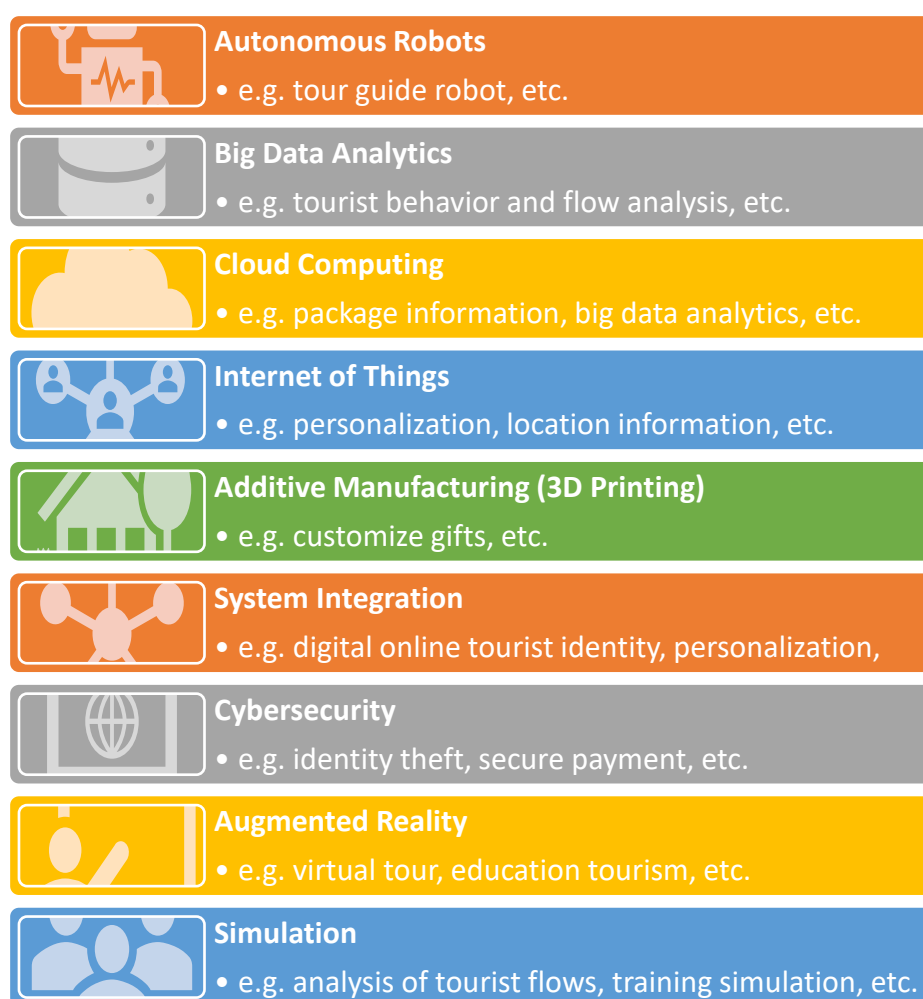 Autonomous Robots
• e.g. tour guide robot, etc.
Big Data Analytics
• e.g. tourist behavior and flow analysis, etc.
Cloud Computing
• e.g. package information, big data analytics, etc.
Internet of Things
• e.g. personalization, location information, etc.
Additive Manufacturing (3D Printing)
• e.g. customize gifts, etc.
System Integration
• e.g. digital online tourist identity, personalization,
Cybersecurity
• e.g. identity theft, secure payment, etc.
Augmented Reality
• e.g. virtual tour, education tourism, etc.
Simulation
• e.g. analysis of tourist flows, training simulation, etc.